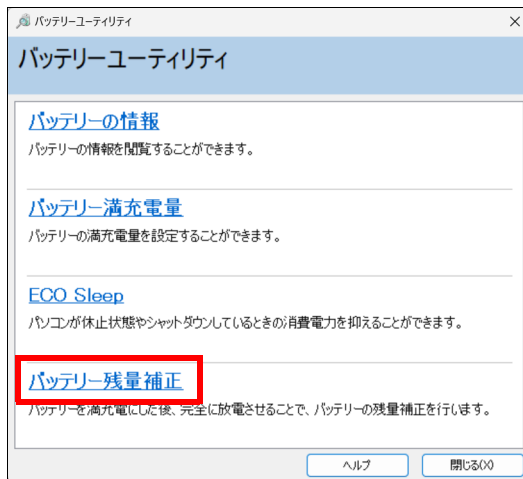 バッテリーユーティリティ
バッテリーユーティリティ
バッテリーの情報
バッテリーの情報を閲覧することができます。
バッテリー満充電量
バッテリーの満充電量を設定することができます。
ECO Sleep
パソコンが休止状態やシャットダウンしているときの消費電力を抑えることができます。
バッテリー残量補正
バッテリーを満充電にした後、完全に放電させることで、バッテリーの残量補正を行います。
ヘルプ
閉じる(X)